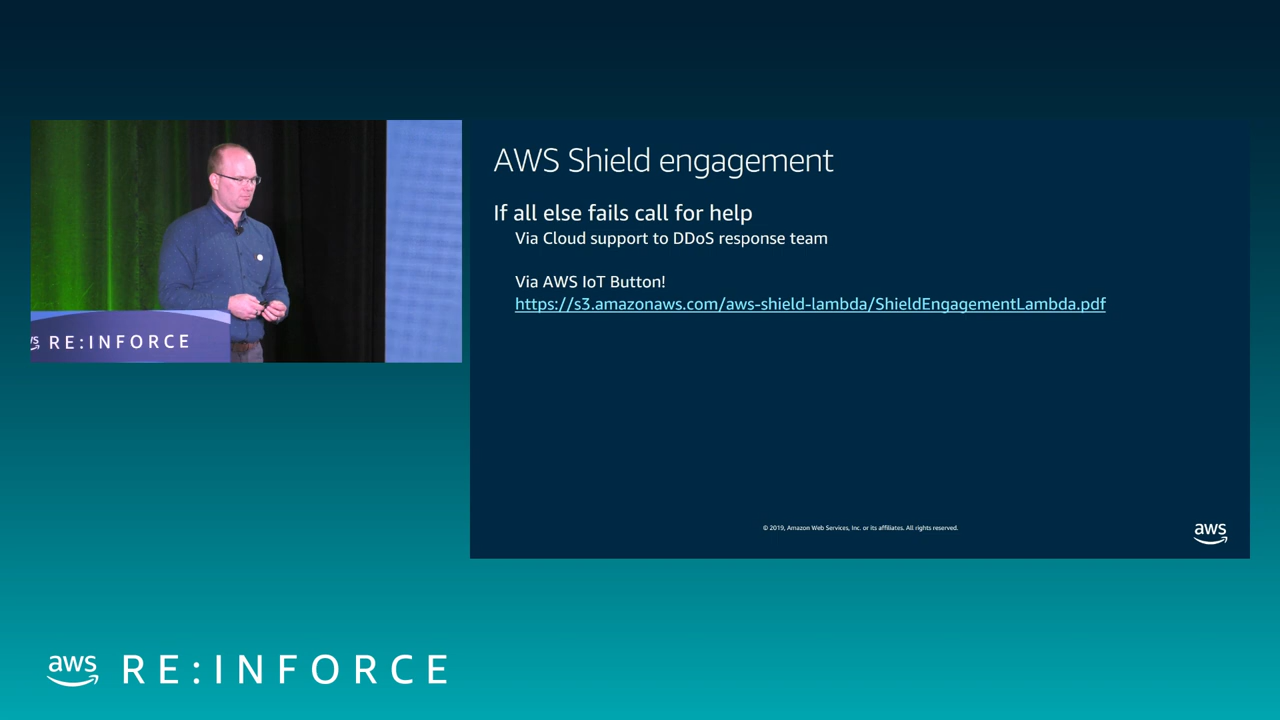 AWS Shield engagement
If all else fails call for help
Via Cloud support to DDoS response team
Via AWS IoT Button!
https://s3.amazonaws.com/aws-shield-lambda/ShieldEngagementLambda.pdf
© 2019, Amazon Web Services, Inc. or its affiliates. All rights reserved.
aws
RE:INFORCE
aws RE:INFORCE